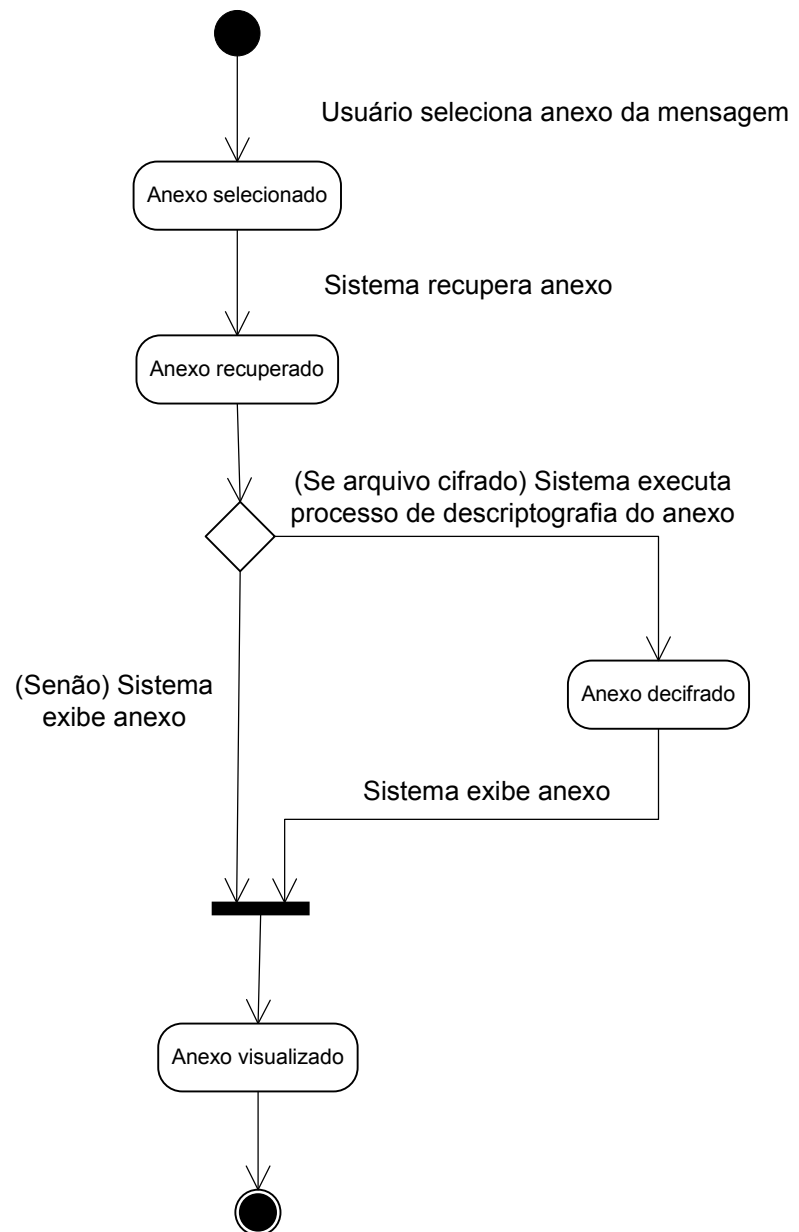 Usuário seleciona anexo da mensagem
Anexo selecionado
Sistema recupera anexo
Anexo recuperado
(Se arquivo cifrado) Sistema executa
processo de descriptografia do anexo
(Senão) Sistema
exibe anexo
Anexo decifrado
Sistema exibe anexo
Anexo visualizado